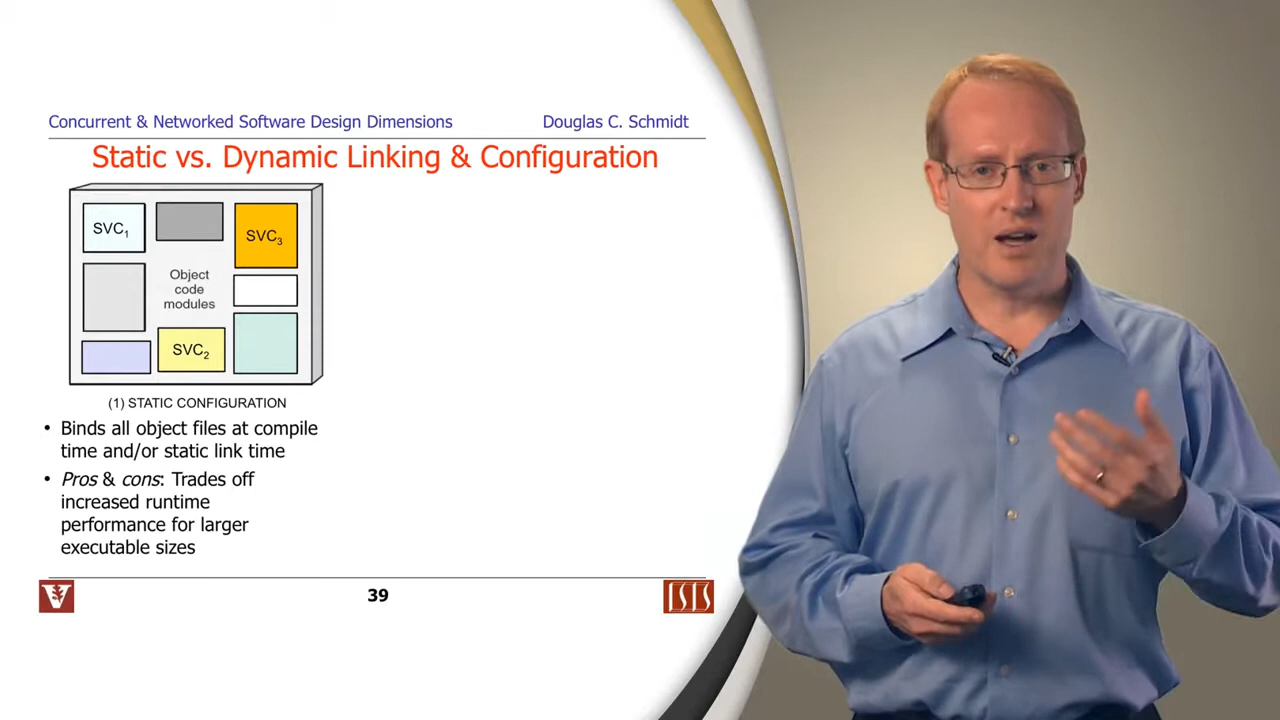 Concurrent & Networked Software Design Dimensions Douglas C. Schmidt
Static vs. Dynamic Linking & Configuration
SVC1
SVC3
Object
code
modules
SVC2
(1) STATIC CONFIGURATION
• Binds all object files at compile
time and/or static link time
• Pros & cons: Trades off
increased runtime
performance for larger
executable sizes
V
39
ISIS